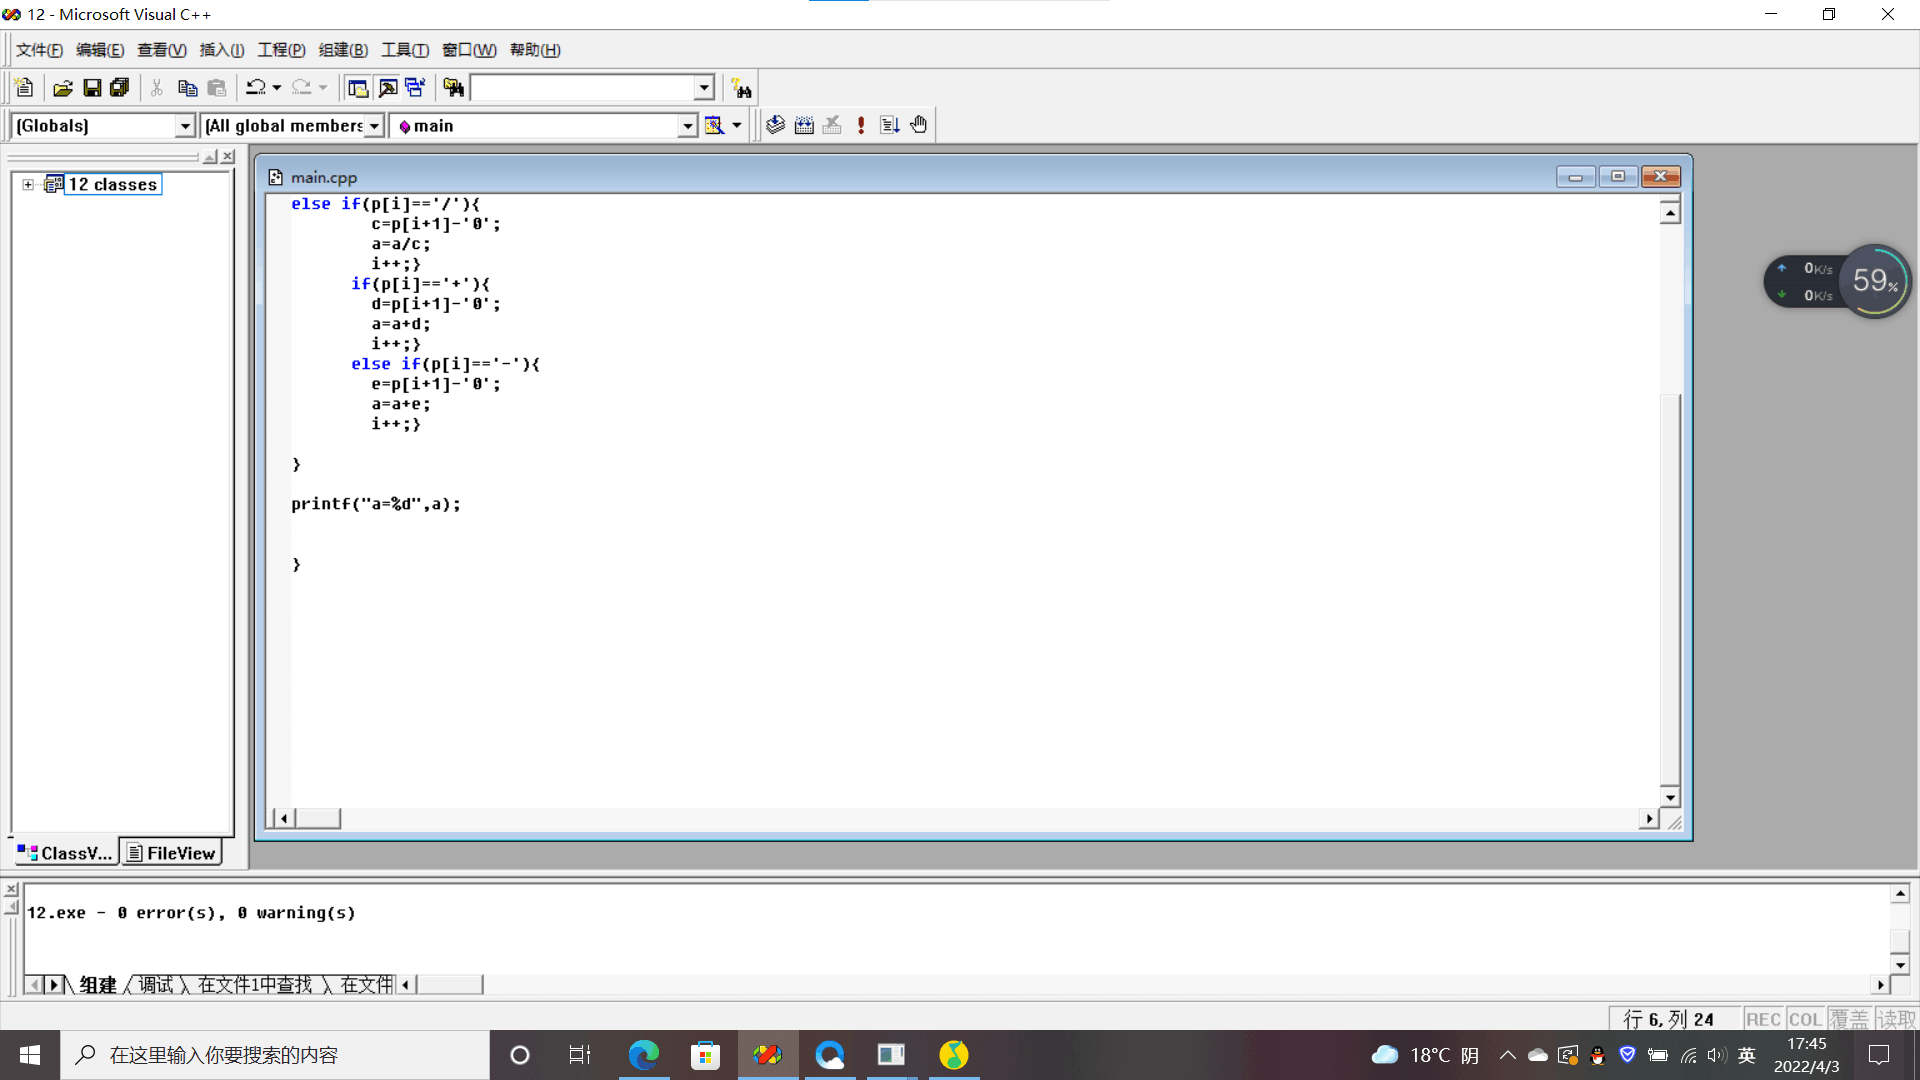 12 - Microsoft Visual C++
文件(F) 编辑(E) 查看(V) 插入(I) 工程(P) 组建(B) 工具(T) 窗口(W) 帮助(H)
(Globals) (All global members main
12 classes
main.cpp
else if(p[i]=='/'){
c=p[i+1]-'0';
a=a/c;
i++;}
if(p[i]=='+'){
d=p[i+1]-'0';
a=a+d;
i++;}
else if(p[i]=='-'){
e=p[i+1]-'0';
a=a+e;
i++;}
}
printf("a=%d",a);
}
0K/s
0K/s
59%
ClassV... FileView
12.exe - 0 error(s), 0 warning(s)
组建 调试 在文件1中查找 在文件
行 6, 列 24 REC COL 覆盖 读取
在这里输入你要搜索的内容
18°C 阴
英
17:45
2022/4/3